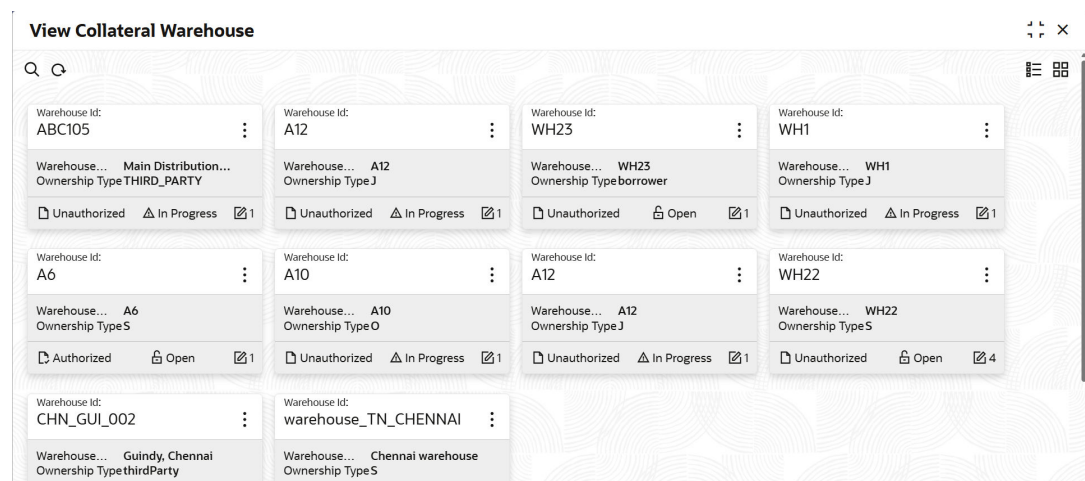 View Collateral Warehouse
Warehouse Id:
ABC105
Warehouse... Main Distribution...
Ownership Type THIRD_PARTY
Unauthorized In Progress 1
Warehouse Id:
A12
Warehouse... A12
Ownership Type J
Unauthorized In Progress 1
Warehouse Id:
WH23
Warehouse... WH23
Ownership Type borrower
Unauthorized Open 1
Warehouse Id:
WH1
Warehouse... WH1
Ownership Type J
Unauthorized In Progress 1
Warehouse Id:
A6
Warehouse... A6
Ownership Type S
Authorized Open 1
Warehouse Id:
A10
Warehouse... A10
Ownership Type O
Unauthorized In Progress 1
Warehouse Id:
A12
Warehouse... A12
Ownership Type J
Unauthorized In Progress 1
Warehouse Id:
WH22
Warehouse... WH22
Ownership Type S
Unauthorized Open 4
Warehouse Id:
CHN_GUI_002
Warehouse... Guindy, Chennai
Ownership Type thirdParty
Warehouse Id:
warehouse_TN_CHENNAI
Warehouse... Chennai warehouse
Ownership Type S